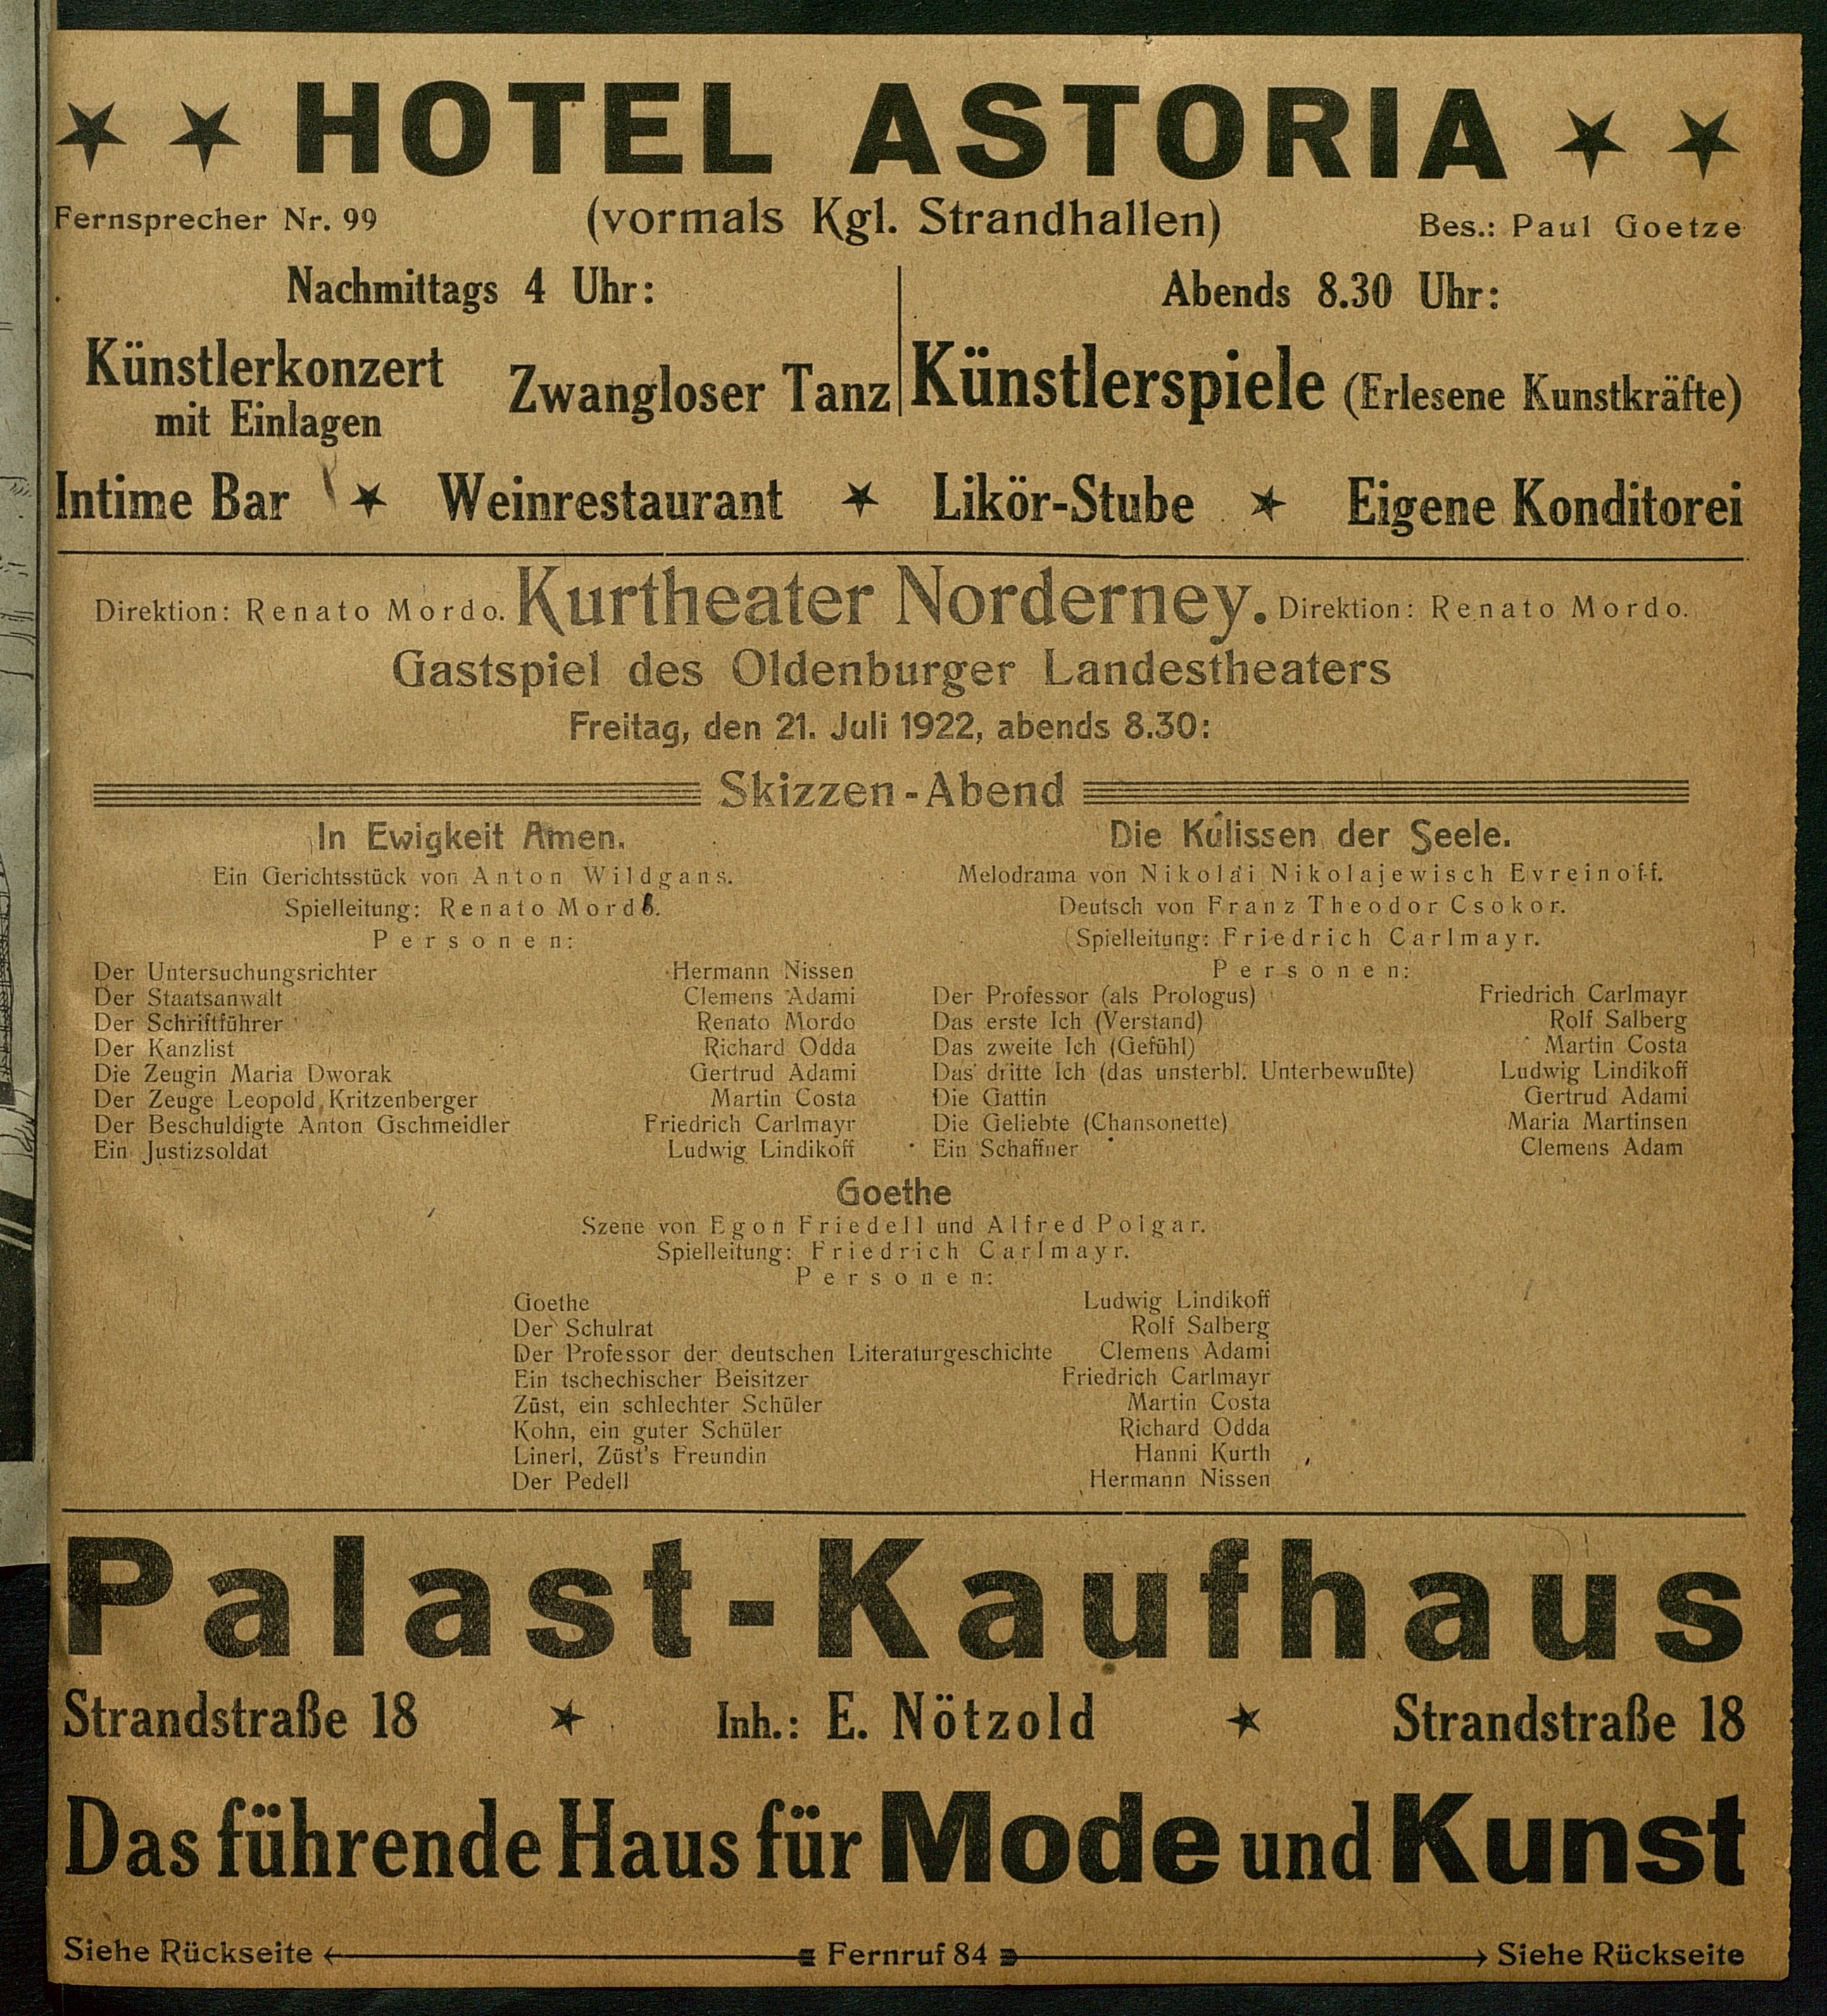 HOTEL ASTORIA
Fernsprecher Nr. 99 (vormals Kgl. Strandhallen) Bes.: Paul Goetze
Nachmittags 4 Uhr:
Künstlerkonzert
mit Einlagen
Zwangloser Tanz
Abends 8.30 Uhr:
Künstlerspiele (Erlesene Kunstkräfte)
Intime Bar ★ Weinrestaurant ★ Likör-Stube ★ Eigene Konditorei
Direktion: Renato Mordo. Kurtheater Norderney. Direktion: Renato Mordo.
Gastspiel des Oldenburger Landestheaters
Freitag, den 21. Juli 1922, abends 8.30:
Skizzen-Abend
In Ewigkeit Amen.
Ein Gerichtsstück von Anton Wildgans.
Spielleitung: Renato Mordo.
Personen:
Der Untersuchungsrichter Hermann Nissen
Der Staatsanwalt Clemens Adami
Der Schriftführer Renato Mordo
Der Kanzlist Richard Odda
Die Zeugin Maria Dworak Gertrud Adami
Der Zeuge Leopold Kritzenberger Martin Costa
Der Beschuldigte Anton Gschmeidler Friedrich Carlmayr
Ein Justizsoldat Ludwig Lindikoff
Die Kulissen der Seele.
Melodrama von Nikolai Nikolajewisch Evreinoff.
Deutsch von Franz Theodor Csokor.
Spielleitung: Friedrich Carlmayr.
Personen:
Der Professor (als Prologus) Friedrich Carlmayr
Das erste Ich (Verstand) Rolf Salberg
Das zweite Ich (Gefühl) Martin Costa
Das dritte Ich (das unsterbl. Unterbewußte) Ludwig Lindikoff
Die Gattin Gertrud Adami
Die Geliebte (Chansonette) Maria Martinsen
Ein Schaffner Clemens Adam
Goethe
Szene von Egon Friedell und Alfred Polgar.
Spielleitung: Friedrich Carlmayr.
Personen:
Goethe Ludwig Lindikoff
Der Schulrat Rolf Salberg
Der Professor der deutschen Literaturgeschichte Clemens Adami
Ein tschechischer Beisitzer Friedrich Carlmayr
Züst, ein schlechter Schüler Martin Costa
Kohn, ein guter Schüler Richard Odda
Linerl, Züst's Freundin Hanni Kurth
Der Pedell Hermann Nissen
Palast-Kaufhaus
Strandstraße 18 ★ Inh.: E. Nötzold ★ Strandstraße 18
Das führende Haus für Mode und Kunst
Siehe Rückseite Fernruf 84 Siehe Rückseite